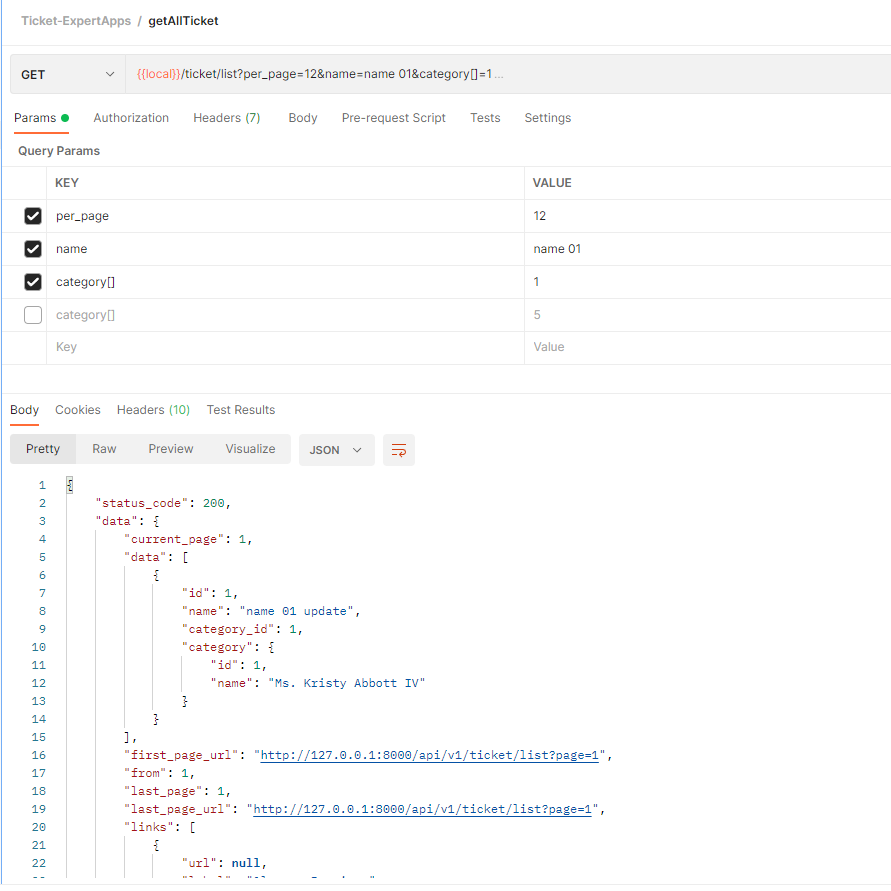 Ticket-ExpertApps / getAllTicket
GET {{local}}/ticket/list?per_page=12&name=name 01&category[]=1...
Params Authorization Headers (7) Body Pre-request Script Tests Settings
Query Params
KEY VALUE
per_page 12
name name 01
category[] 1
category[] 5
Key Value
Body Cookies Headers (10) Test Results
Pretty Raw Preview Visualize JSON
1 {
2 "status_code": 200,
3 "data": {
4 "current_page": 1,
5 "data": [
6 {
7 "id": 1,
8 "name": "name 01 update",
9 "category_id": 1,
10 "category": {
11 "id": 1,
12 "name": "Ms. Kristy Abbott IV"
13 }
14 }
15 ],
16 "first_page_url": "http://127.0.0.1:8000/api/v1/ticket/list?page=1",
17 "from": 1,
18 "last_page": 1,
19 "last_page_url": "http://127.0.0.1:8000/api/v1/ticket/list?page=1",
20 "links": [
21 {
22 "url": null,